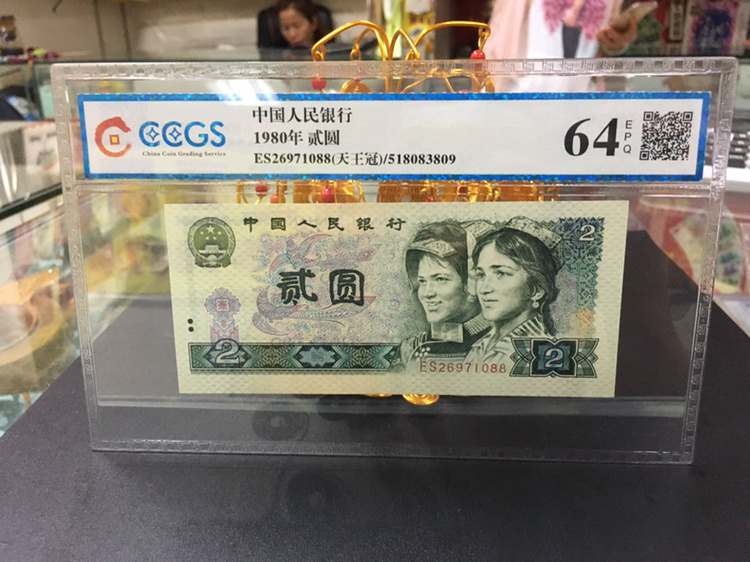 CCGS
China Coin Grading Service
中国人民银行
1980年 贰圆
ES26971088(天王冠)/518083809
64
EPQ
中国人民银行
贰圆
2
2
2
ES26971088